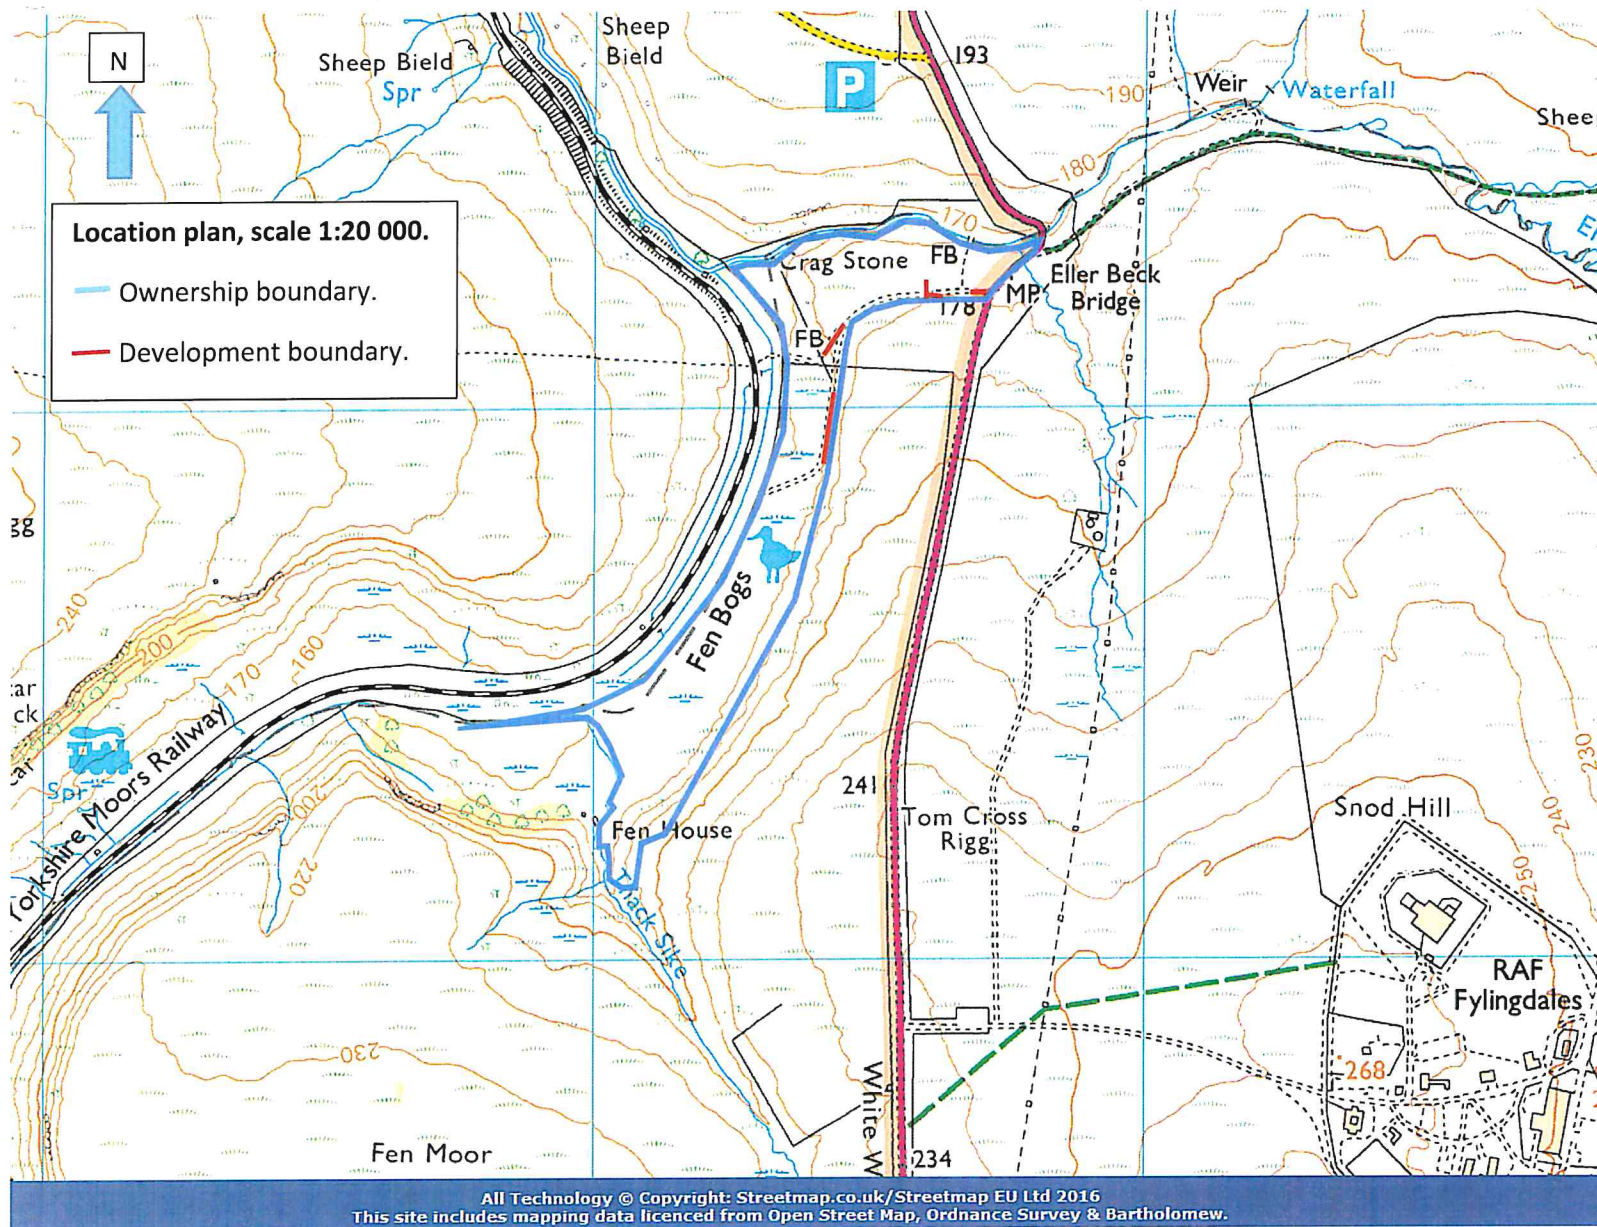 N
Sheep Bield
Spr
Sheep
Bield
P
193
190
Weir
Waterfall
180
170
Location plan, scale 1:20 000.
Ownership boundary.
Development boundary.
Crag Stone
FB
178
MP
Eller Beck
Bridge
FB
240
200
160
170
Fen Bogs
Yorkshire Moors Railway
Spr
200
220
241
Tom Cross
Rigg
Fen House
Tlack Sike
Snod Hill
230
240
250
RAF
Fylingdales
268
230
Fen Moor
White W
234
All Technology © Copyright: Streetmap.co.uk/Streetmap EU Ltd 2016
This site includes mapping data licenced from Open Street Map, Ordnance Survey & Bartholomew.